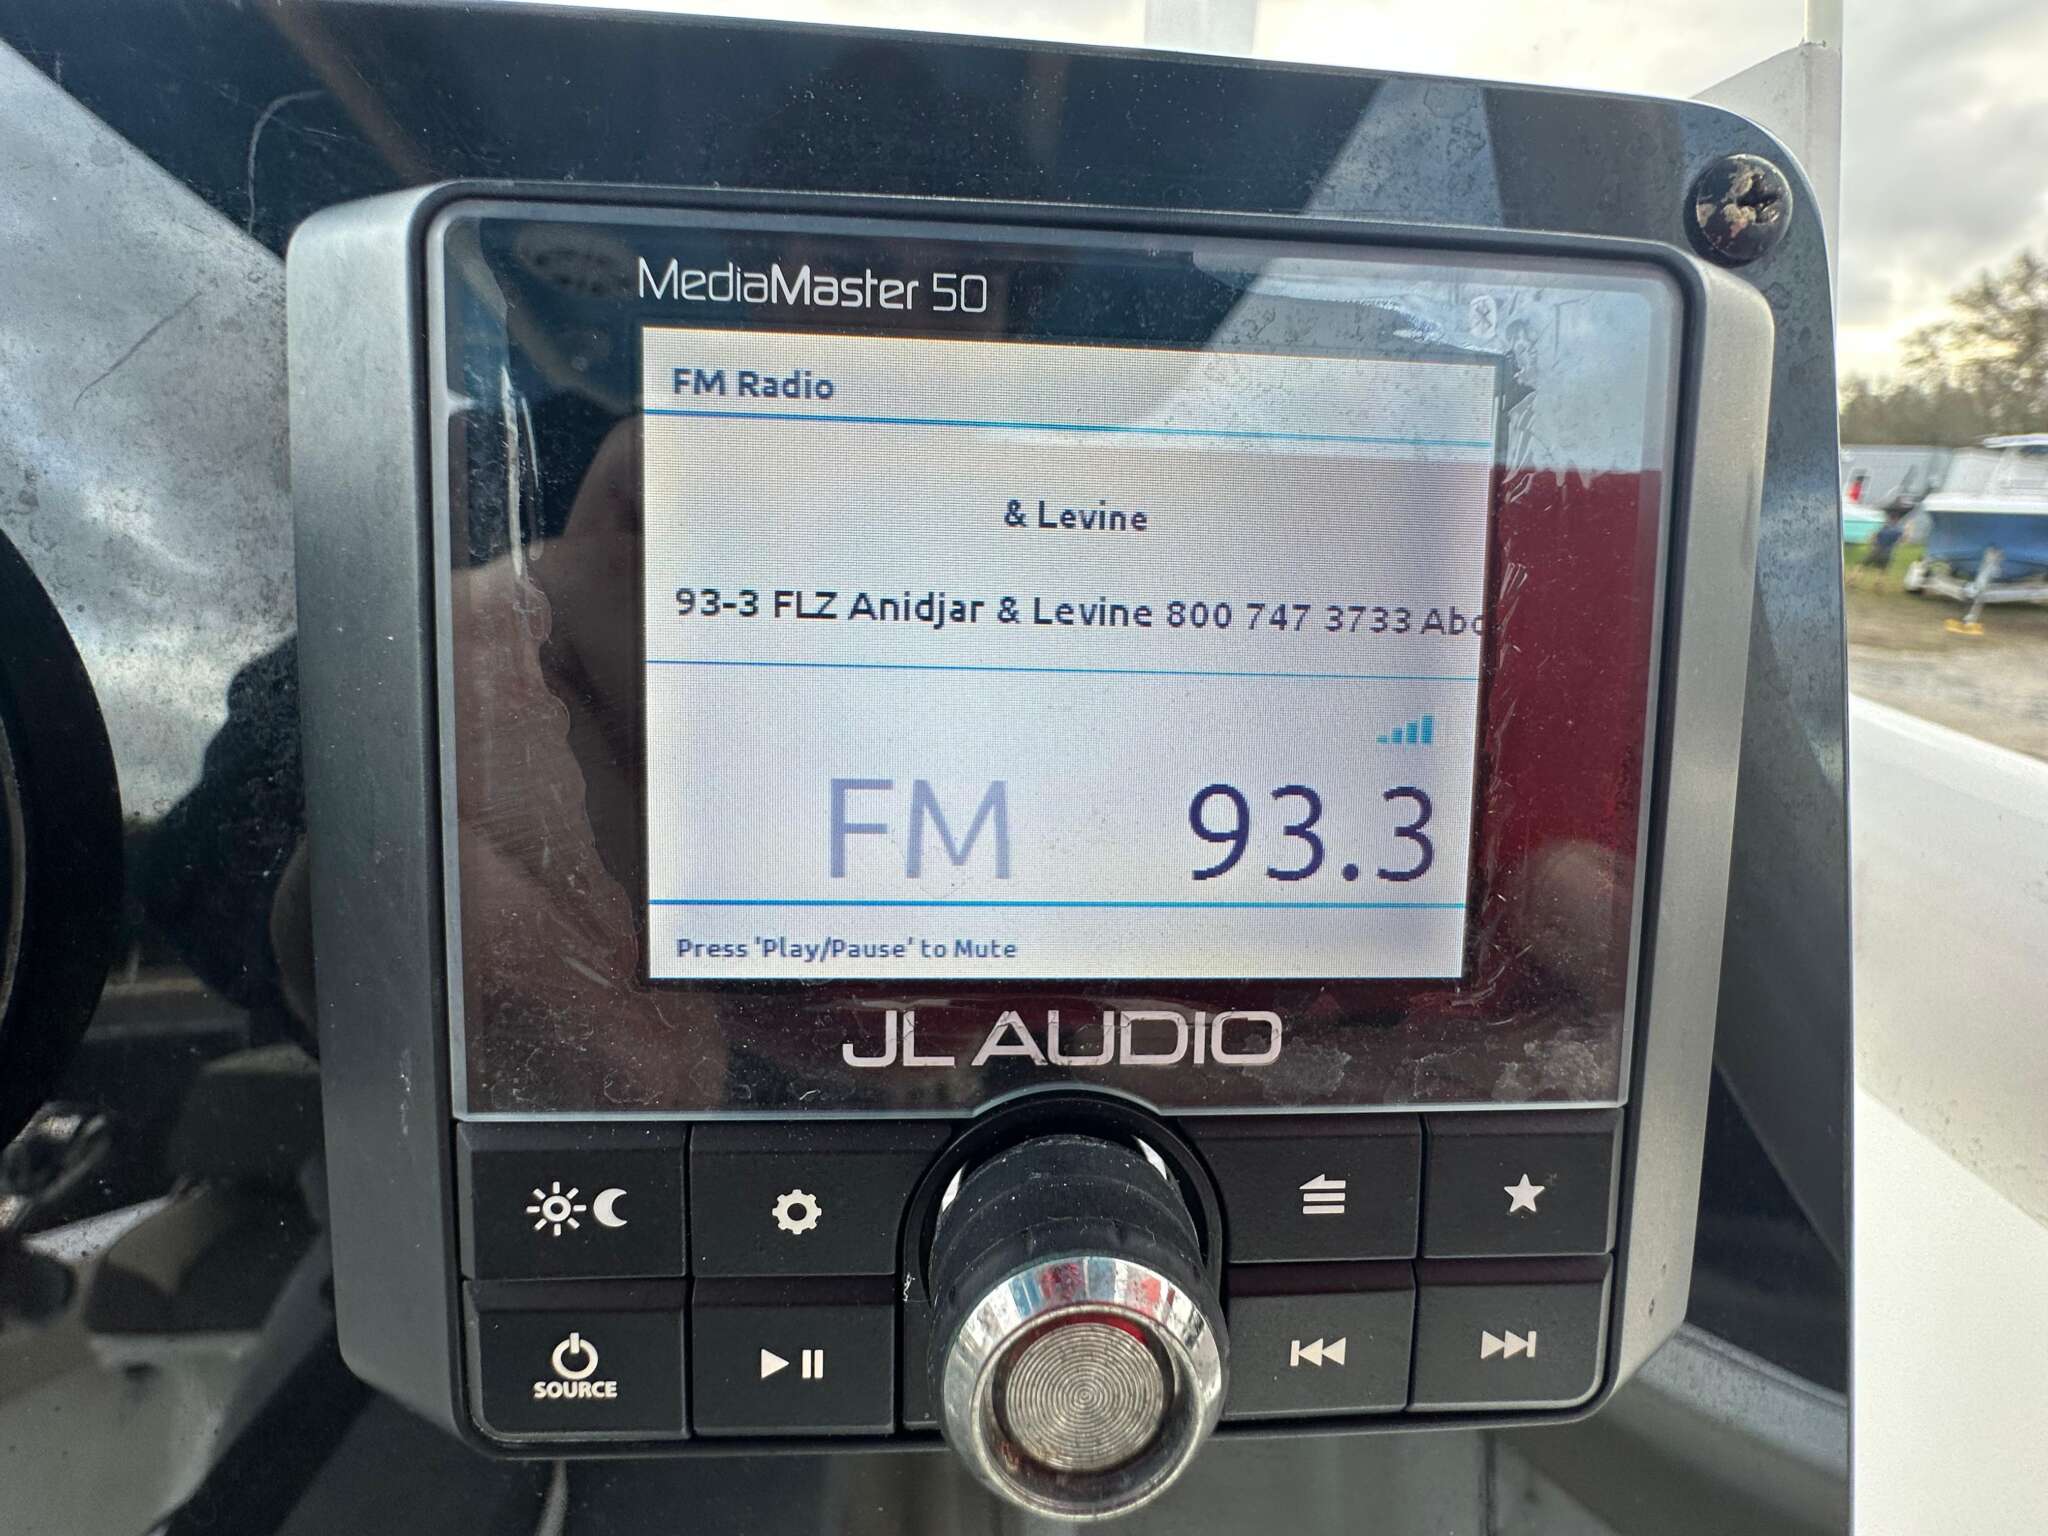 MediaMaster 50
FM Radio
& Levine
93-3 FLZ Anidjar & Levine 800 747 3733
FM 93.3
Press 'Play/Pause' to Mute
JL AUDIO
SOURCE